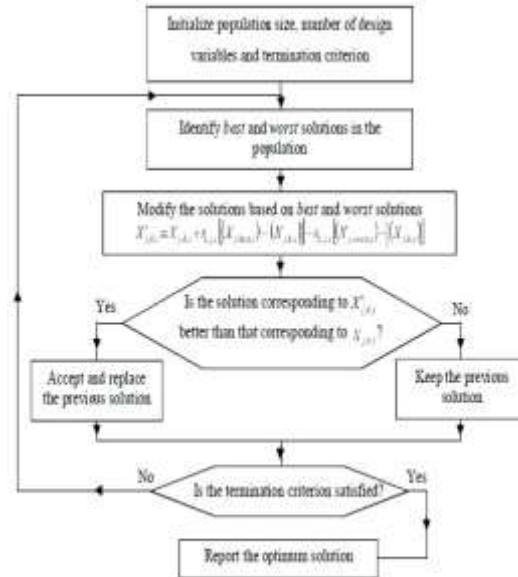 Initialize population size, number of design
variables and termination criterion
Identify best and worst solutions in the
population
Modify the solutions based on best and worst solutions
Yes
Is the solution corresponding to
No
better than that corresponding to ?
Accept and replace
the previous solution
Keep the previous
solution
No
Yes
Is the termination criterion satisfied?
Report the optimum solution